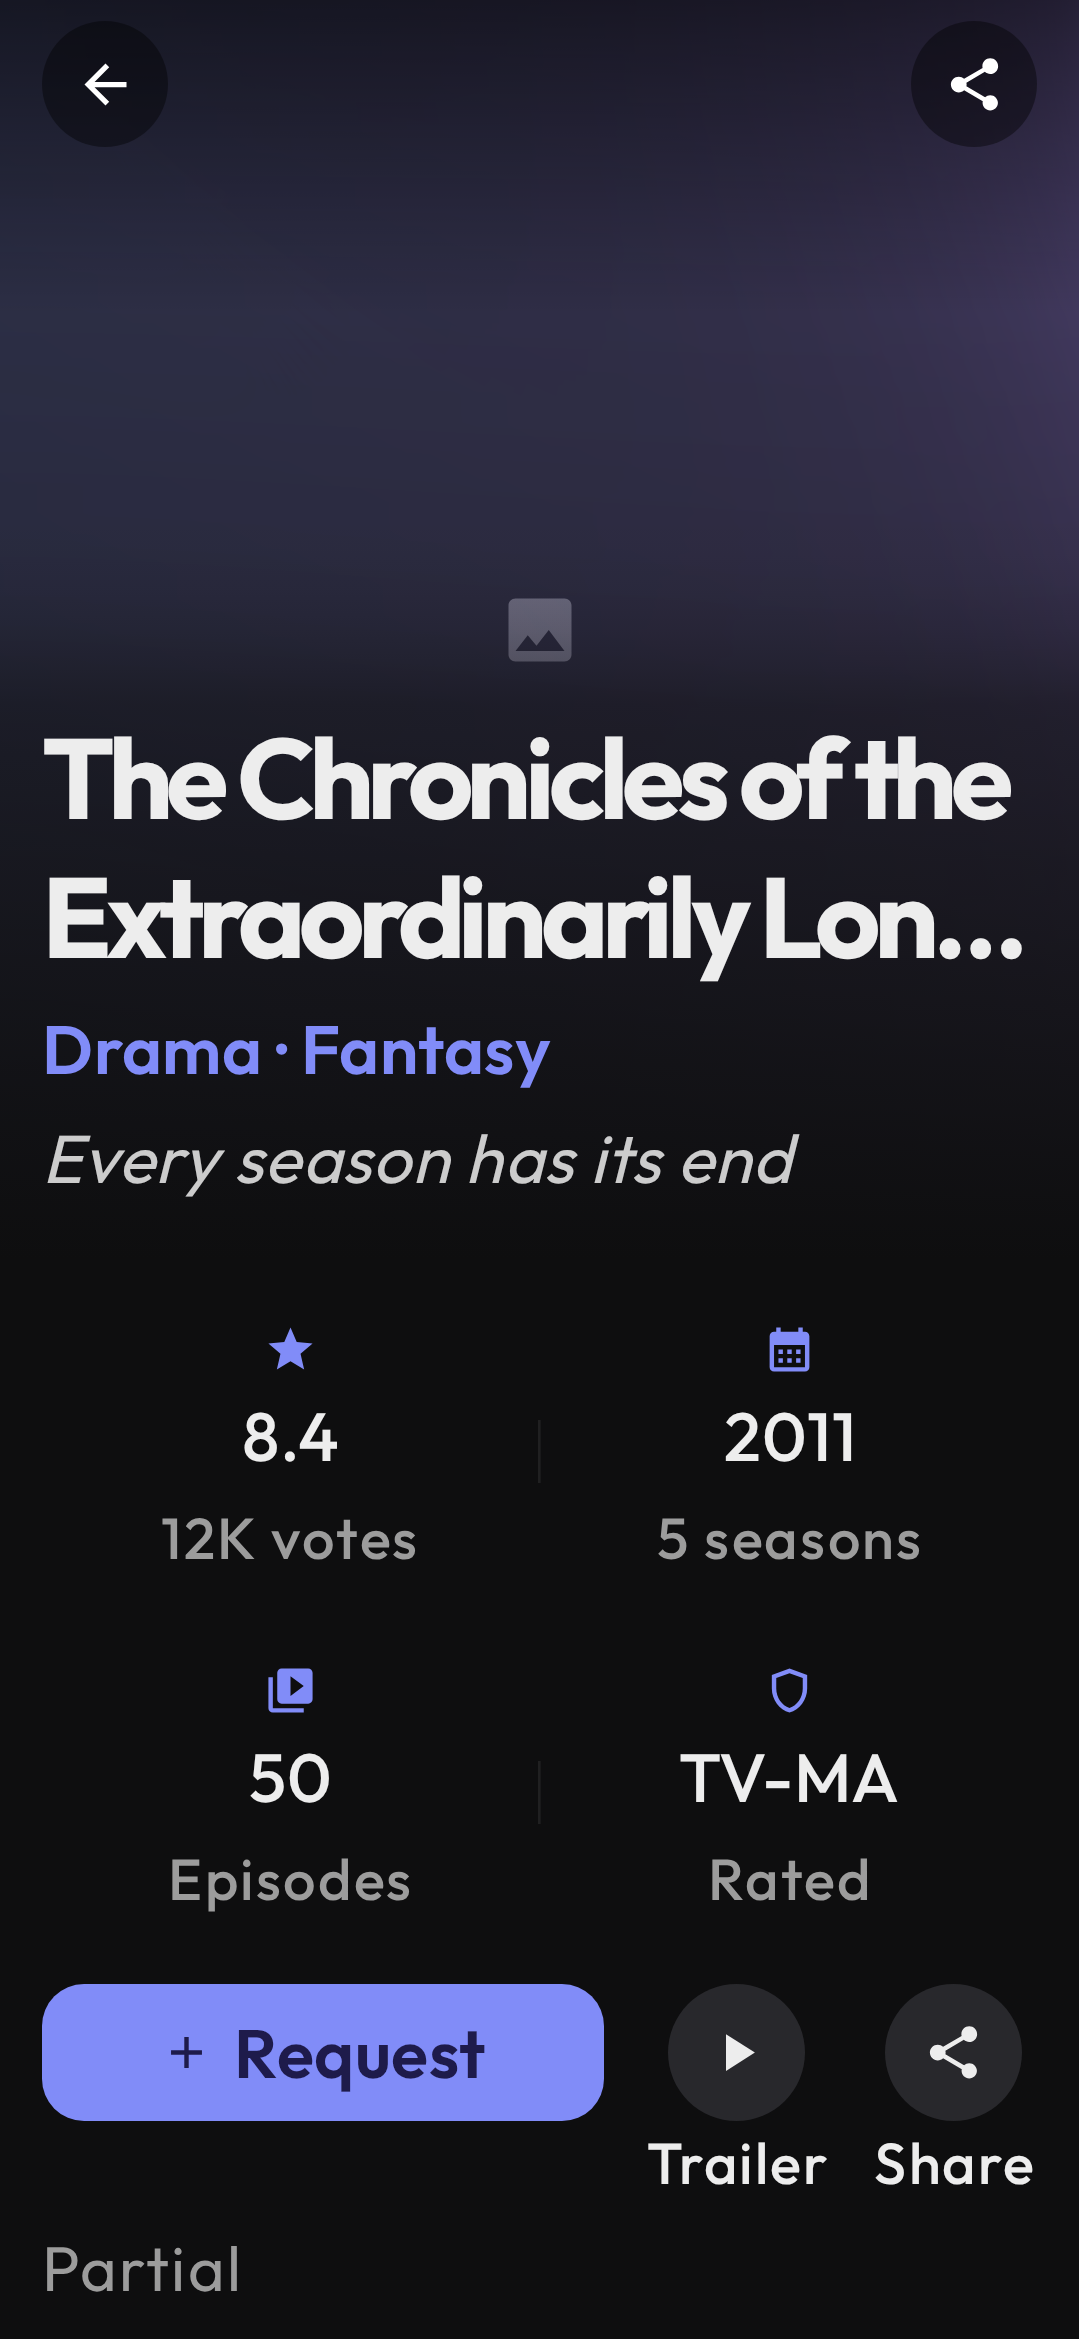 The Chronicles of the
Extraordinarily Lon...
Drama · Fantasy
Every season has its end
8.4
2011
12K votes
5 seasons
50
TV-MA
Episodes
Rated
+ Request
Trailer
Share
Partial